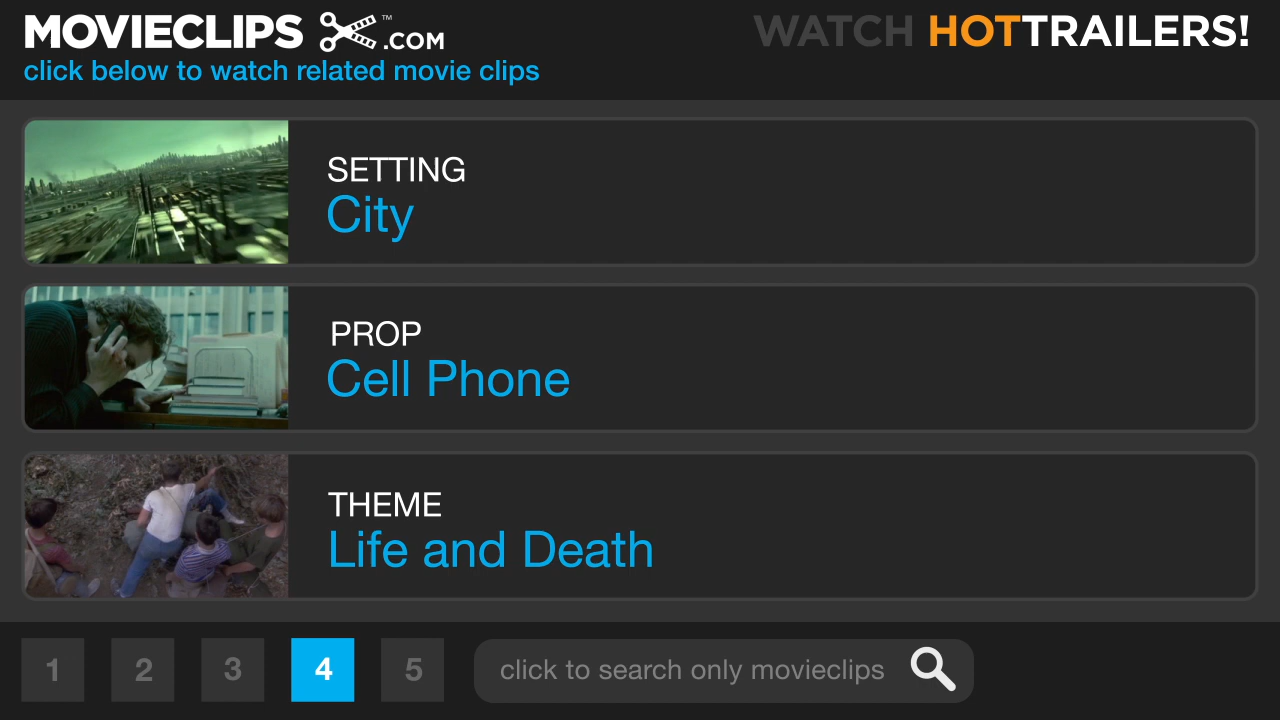 MOVIECLIPS ™ .COM
WATCH HOTTRAILERS!
click below to watch related movie clips
SETTING
City
PROP
Cell Phone
THEME
Life and Death
1 2 3 4 5 click to search only movieclips